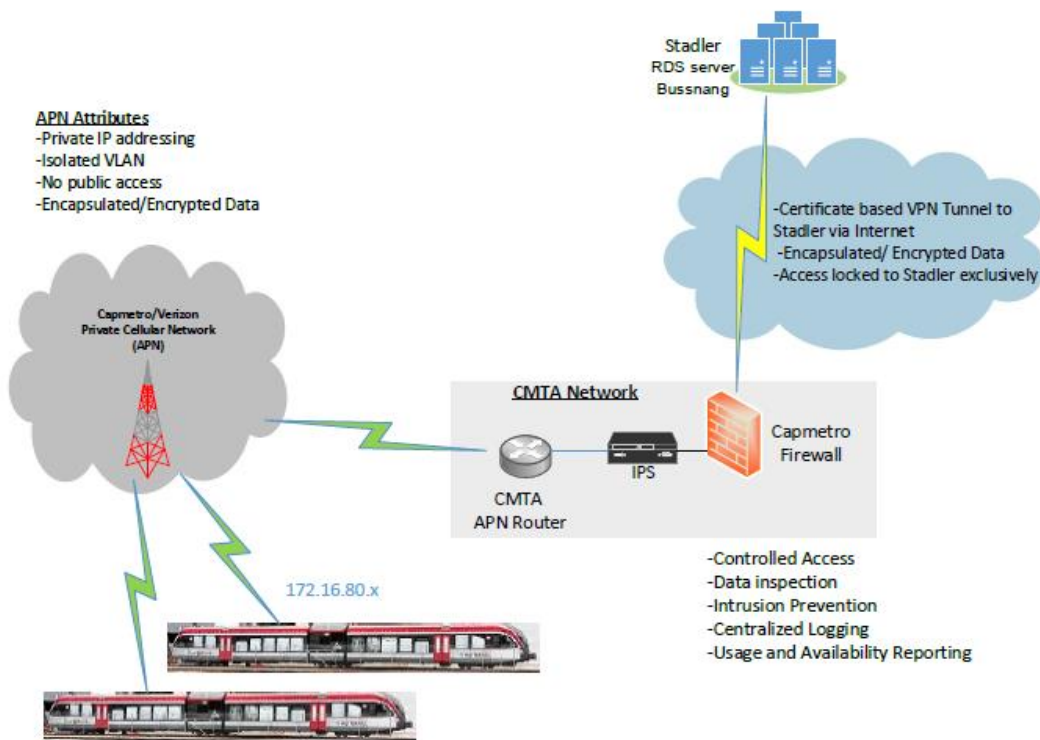 Stadler
RDS server
Bussnang
APN Attributes
-Private IP addressing
-Isolated VLAN
-No public access
-Encapsulated/Encrypted Data
-Certificate based VPN Tunnel to
Stadler via Internet
-Encapsulated/ Encrypted Data
-Access locked to Stadler exclusively
Capmetro/Verizon
Private Cellular Network
(APN)
CMTA Network
CMTA
APN Router
IPS
Capmetro
Firewall
172.16.80.x
-Controlled Access
-Data inspection
-Intrusion Prevention
-Centralized Logging
-Usage and Availability Reporting